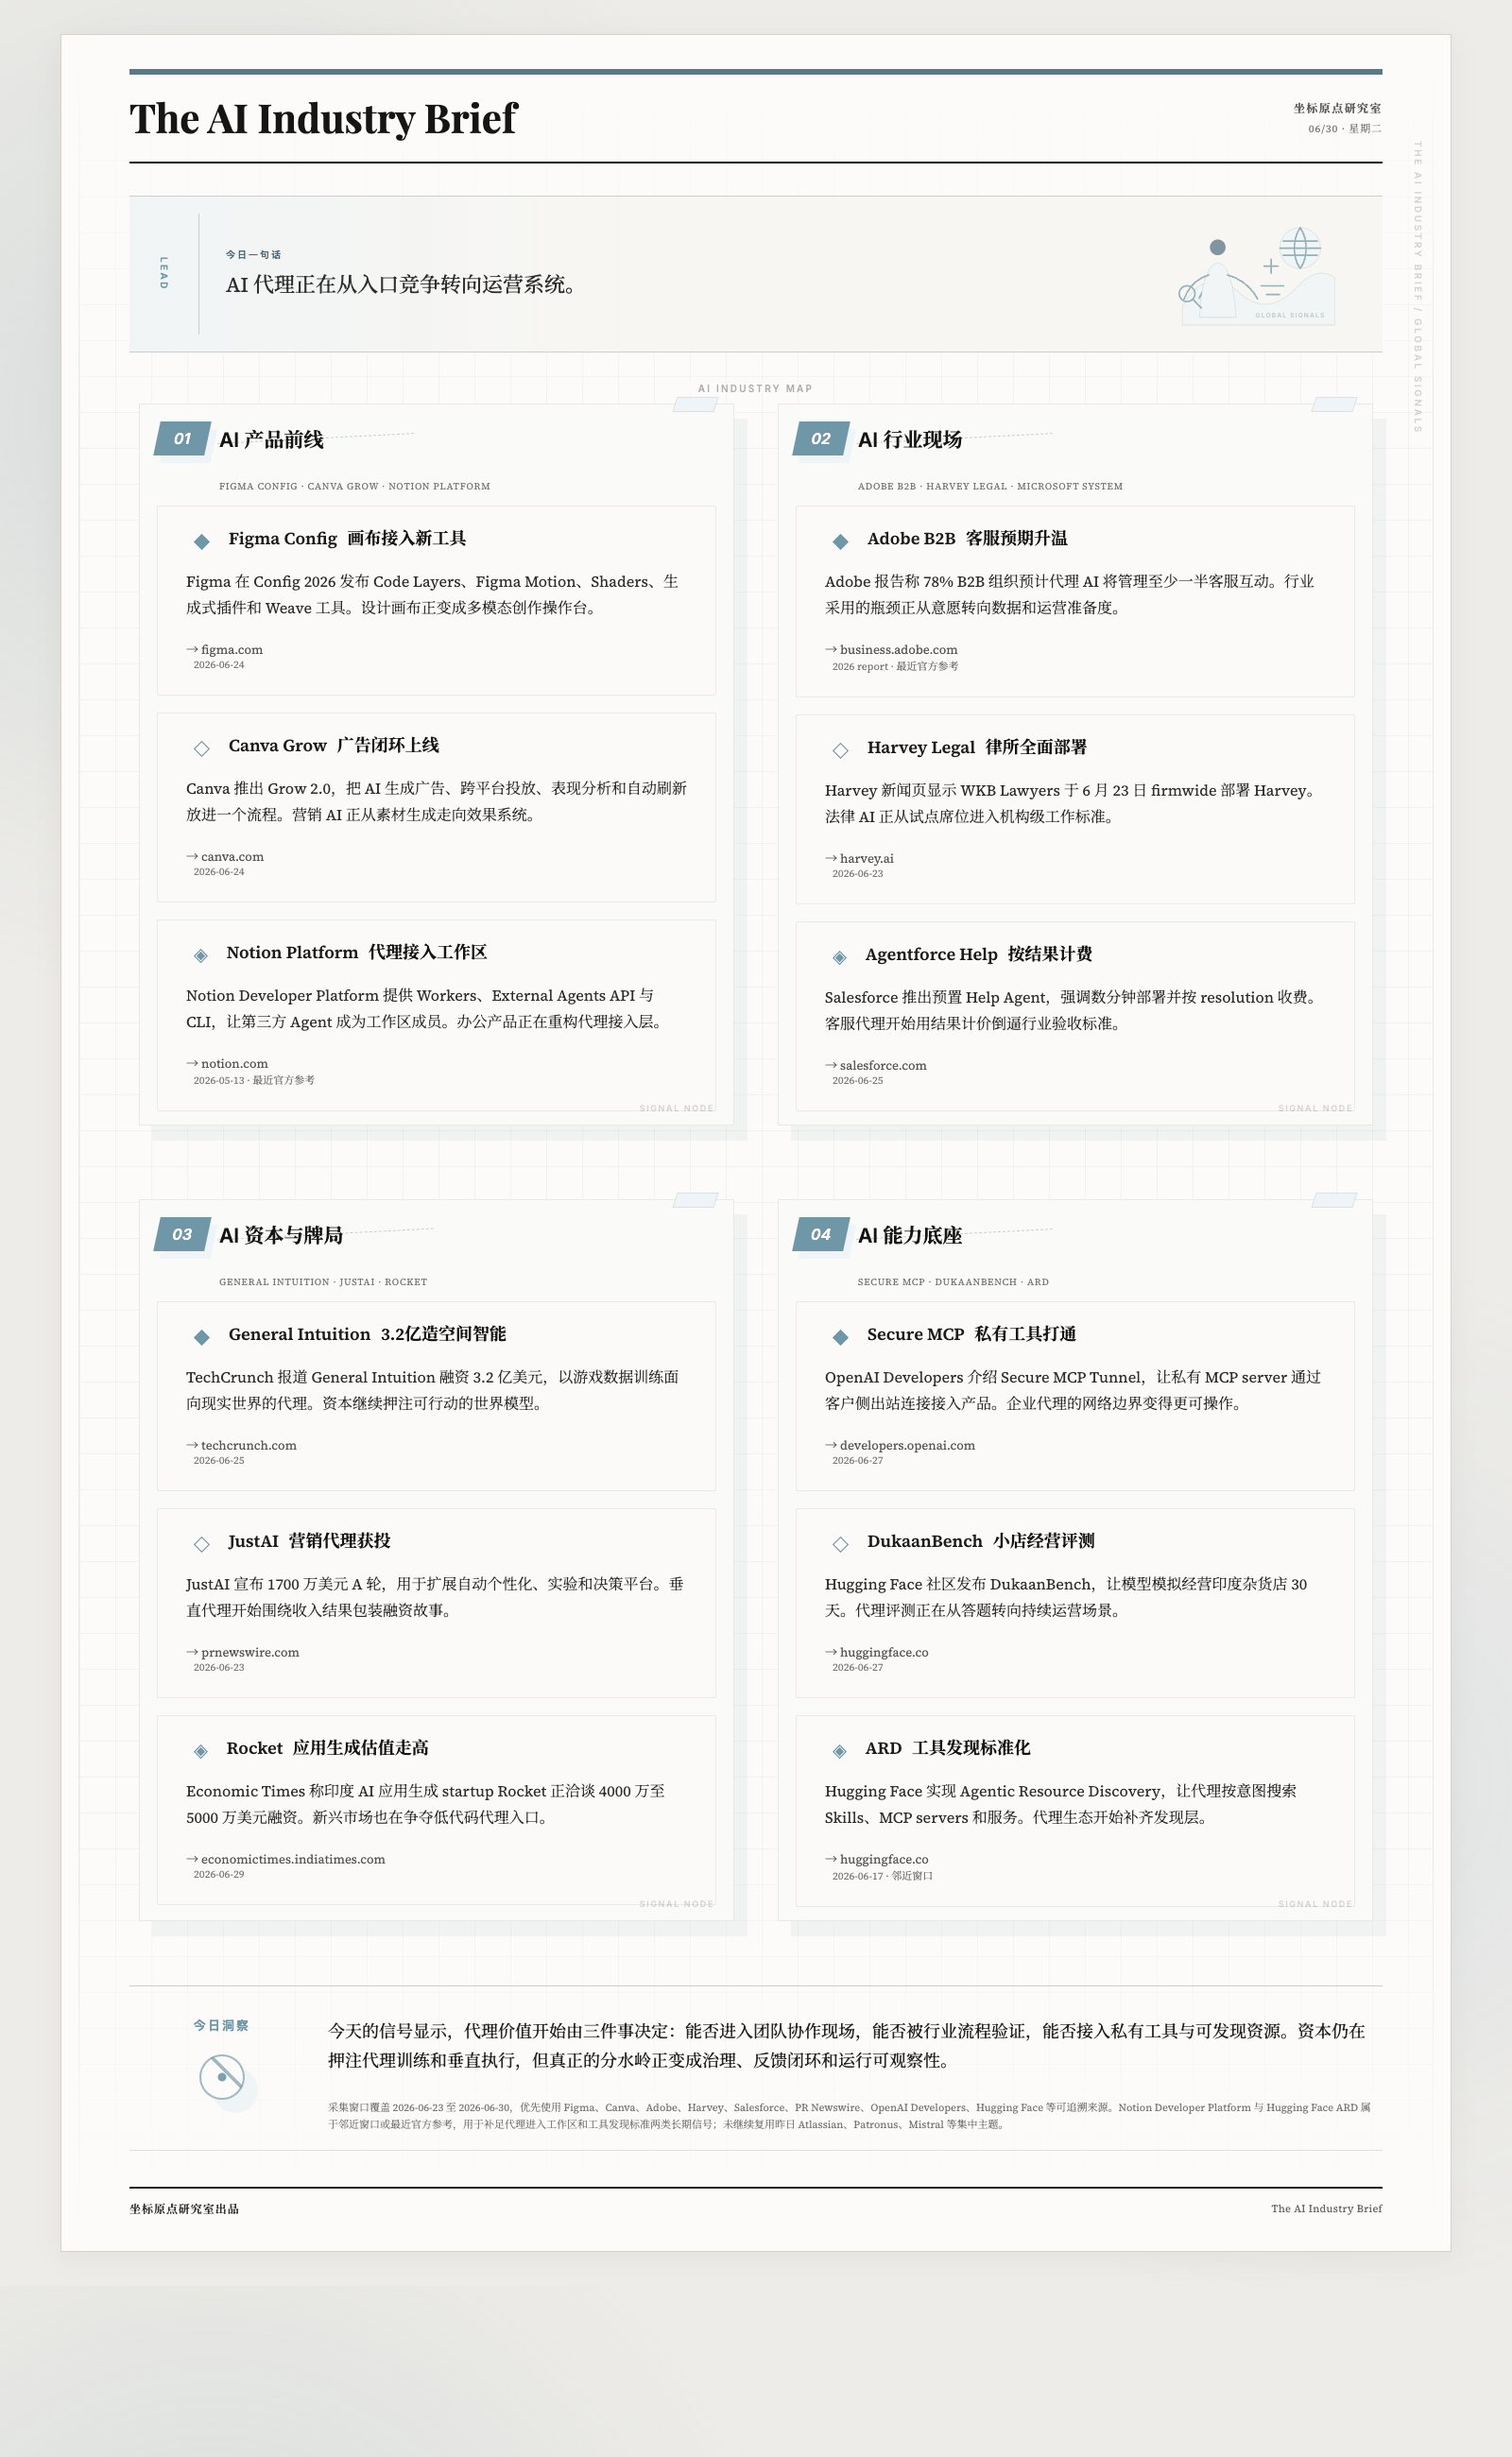 The AI Industry Brief
坐标原点研究室
06/30 · 星期二
THE AI INDUSTRY BRIEF / GLOBAL SIGNALS
LEAD
今日一句话
AI 代理正在从入口竞争转向运营系统。
GLOBAL SIGNALS
AI INDUSTRY MAP
01
AI 产品前线
FIGMA CONFIG · CANVA GROW · NOTION PLATFORM
◆ Figma Config 画布接入新工具
Figma 在 Config 2026 发布 Code Layers、Figma Motion、Shaders、生
成式插件和 Weave 工具。设计画布正变成多模态创作操作台。
→ figma.com
2026-06-24
◇ Canva Grow 广告闭环上线
Canva 推出 Grow 2.0，把 AI 生成广告、跨平台投放、表现分析和自动刷新
放进一个流程。营销 AI 正从素材生成走向效果系统。
→ canva.com
2026-06-24
◈ Notion Platform 代理接入工作区
Notion Developer Platform 提供 Workers、External Agents API 与
CLI，让第三方 Agent 成为工作区成员。办公产品正在重构代理接入层。
→ notion.com
2026-05-13 · 最近官方参考
SIGNAL NODE
02
AI 行业现场
ADOBE B2B · HARVEY LEGAL · MICROSOFT SYSTEM
◆ Adobe B2B 客服预期升温
Adobe 报告称 78% B2B 组织预计代理 AI 将管理至少一半客服互动。行业
采用的瓶颈正从意愿转向数据和运营准备度。
→ business.adobe.com
2026 report · 最近官方参考
◇ Harvey Legal 律所全面部署
Harvey 新闻页显示 WKB Lawyers 于 6 月 23 日 firmwide 部署 Harvey。
法律 AI 正从试点席位进入机构级工作标准。
→ harvey.ai
2026-06-23
◈ Agentforce Help 按结果计费
Salesforce 推出预置 Help Agent，强调数分钟部署并按 resolution 收费。
客服代理开始用结果计价倒逼行业验收标准。
→ salesforce.com
2026-06-25
SIGNAL NODE
03
AI 资本与牌局
GENERAL INTUITION · JUSTAI · ROCKET
◆ General Intuition 3.2亿造空间智能
TechCrunch 报道 General Intuition 融资 3.2 亿美元，以游戏数据训练面
向现实世界的代理。资本继续押注可行动的世界模型。
→ techcrunch.com
2026-06-25
◇ JustAI 营销代理获投
JustAI 宣布 1700 万美元 A 轮，用于扩展自动个性化、实验和决策平台。垂
直代理开始围绕收入结果包装融资故事。
→ prnewswire.com
2026-06-23
◈ Rocket 应用生成估值走高
Economic Times 称印度 AI 应用生成 startup Rocket 正洽谈 4000 万至
5000 万美元融资。新兴市场也在争夺低代码代理入口。
→ economictimes.indiatimes.com
2026-06-29
SIGNAL NODE
04
AI 能力底座
SECURE MCP · DUKAANBENCH · ARD
◆ Secure MCP 私有工具打通
OpenAI Developers 介绍 Secure MCP Tunnel，让私有 MCP server 通过
客户侧出站连接接入产品。企业代理的网络边界变得更可操作。
→ developers.openai.com
2026-06-27
◇ DukaanBench 小店经营评测
Hugging Face 社区发布 DukaanBench，让模型模拟经营印度杂货店 30
天。代理评测正在从答题转向持续运营场景。
→ huggingface.co
2026-06-27
◈ ARD 工具发现标准化
Hugging Face 实现 Agentic Resource Discovery，让代理按意图搜索
Skills、MCP servers 和服务。代理生态开始补齐发现层。
→ huggingface.co
2026-06-17 · 邻近窗口
SIGNAL NODE
今日洞察
今天的信号显示，代理价值开始由三件事决定：能否进入团队协作现场，能否被行业流程验证，能否接入私有工具与可发现资源。资本仍在
押注代理训练和垂直执行，但真正的分水岭正变成治理、反馈闭环和运行可观察性。
采集窗口覆盖 2026-06-23 至 2026-06-30，优先使用 Figma、Canva、Adobe、Harvey、Salesforce、PR Newswire、OpenAI Developers、Hugging Face 等可追溯来源。Notion Developer Platform 与 Hugging Face ARD 属
于邻近窗口或最近官方参考，用于补足代理进入工作区和工具发现标准两类长期信号；未继续复用昨日 Atlassian、Patronus、Mistral 等集中主题。
坐标原点研究室出品
The AI Industry Brief